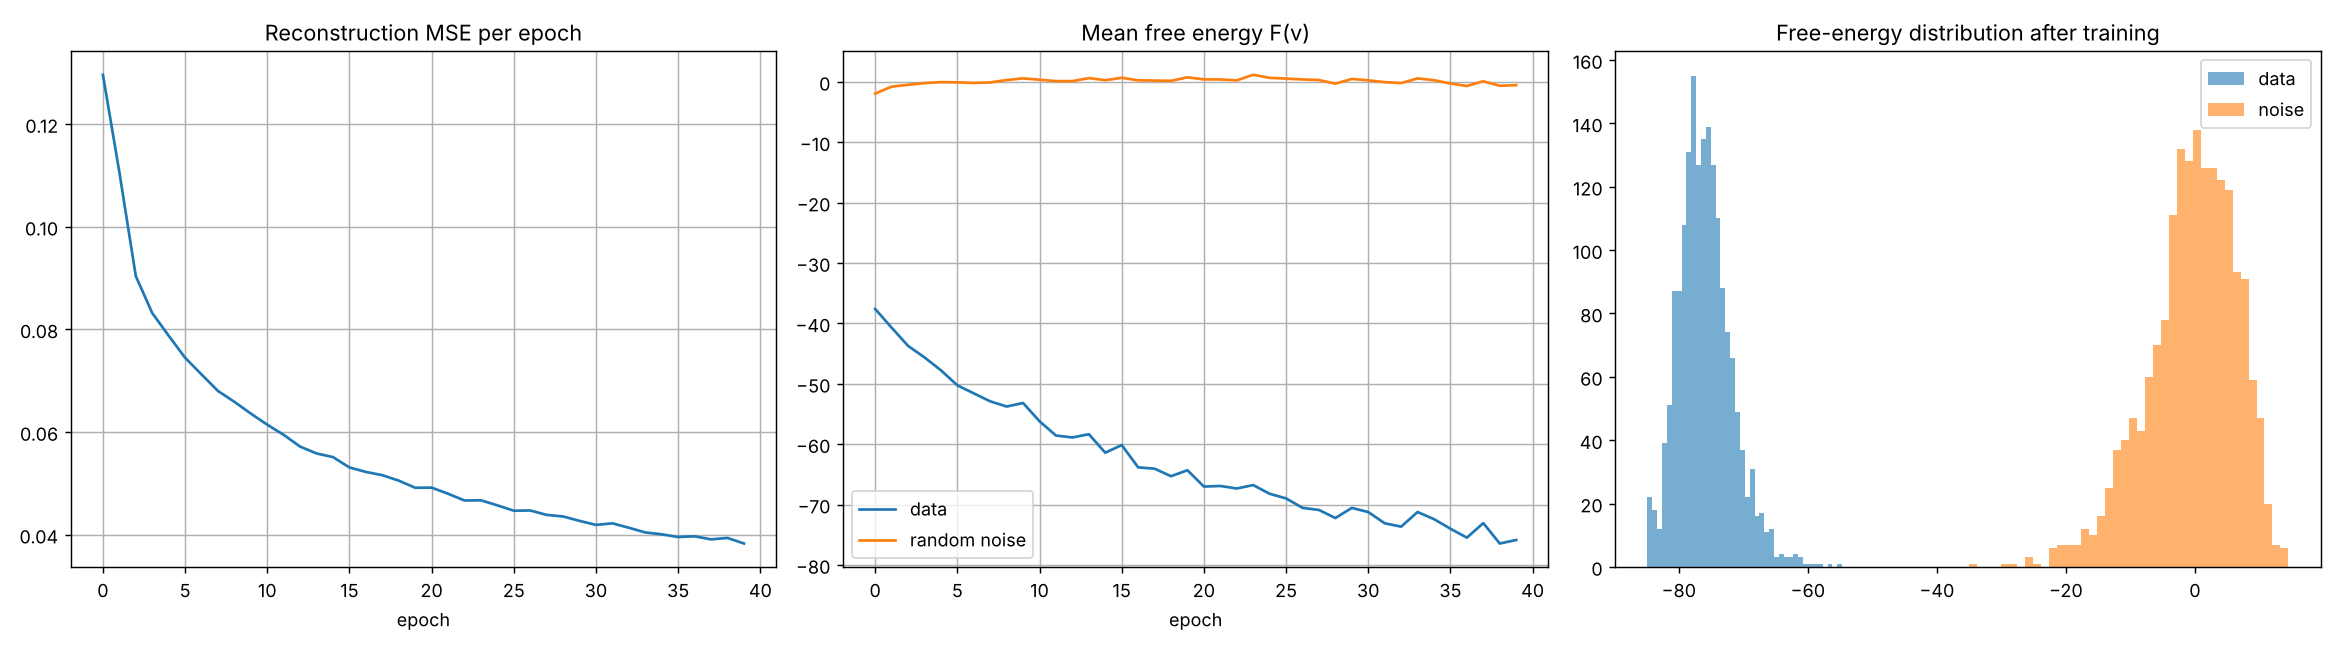 Reconstruction MSE per epoch
0.12
0.10
0.08
0.06
0.04
0 5 10 15 20 25 30 35 40
epoch
Mean free energy F(v)
0
−10
−20
−30
−40
−50
−60
−70
−80
data
random noise
0 5 10 15 20 25 30 35 40
epoch
Free-energy distribution after training
160
140
120
100
80
60
40
20
0
data
noise
−80 −60 −40 −20 0